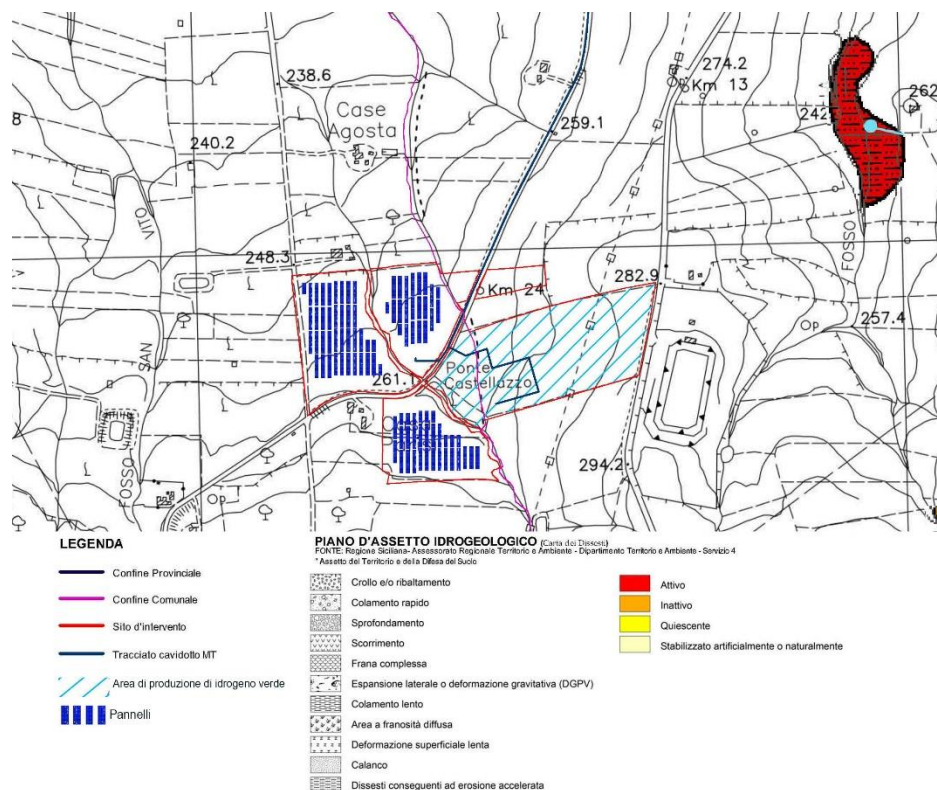 274.2
Km 13
262
242
238.6
Case
Agosta
259.1
8
240.2
VITO
SAN
FOSSO
FOSSO
248.3
Km 24
282.9
257.4
p
261.1
Ponte
Castellazzo
294.2
p
LEGENDA
Confine Provinciale
Confine Comunale
Sito d'intervento
Tracciato cavidotto MT
Area di produzione di idrogeno verde
Pannelli
PIANO D'ASSETTO IDROGEOLOGICO (Carta dei Dissesti)
FONTE: Regione Siciliana- Assessorato Regionale Territorio e Ambiente - Dipartimento Territorio e Ambiente - Servizio 4
"Assetto del Territorio e della Difesa del Suolo
Crollo e/o ribaltamento
Colamento rapido
Sprofondamento
Scorrimento
Frana complessa
Espansione laterale o deformazione gravitativa (DGPV)
Colamento lento
Area a franosità diffusa
Deformazione superficiale lenta
Calanco
Dissesti conseguenti ad erosione accelerata
Attivo
Inattivo
Quiescente
Stabilizzato artificialmente o naturalmente